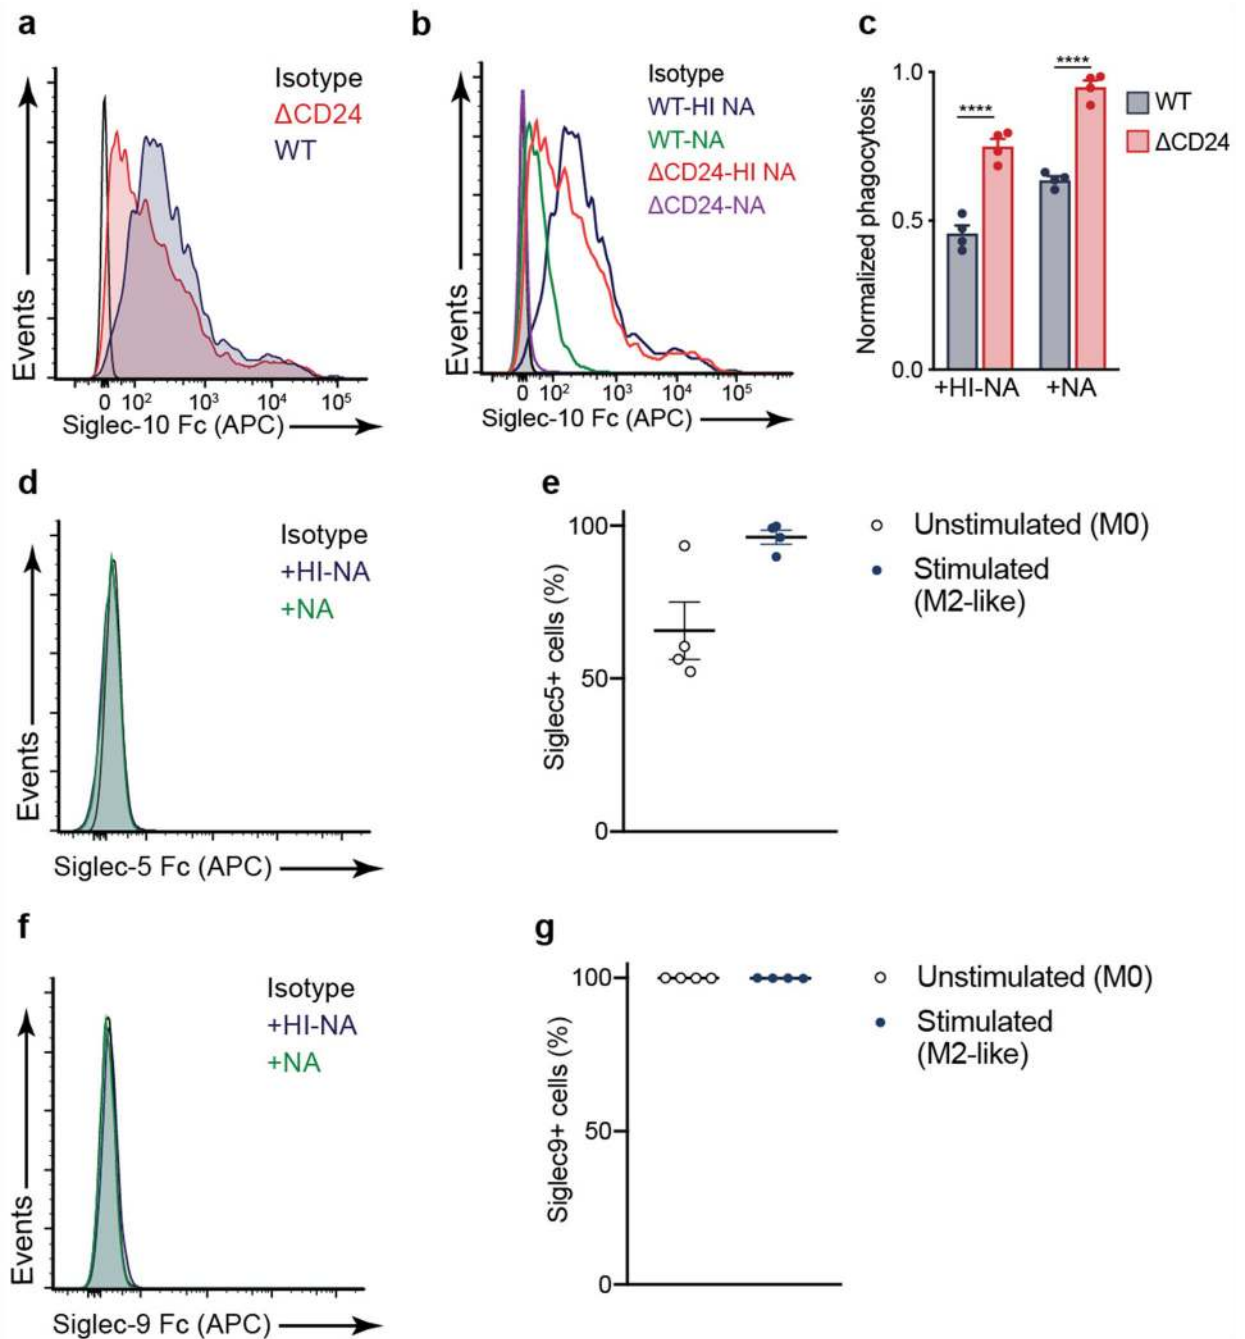 a
Isotype
ΔCD24
WT
Events
0 10² 10³ 10⁴ 10⁵
Siglec-10 Fc (APC)
b
Isotype
WT-HI NA
WT-NA
ΔCD24-HI NA
ΔCD24-NA
Events
0 10² 10³ 10⁴ 10⁵
Siglec-10 Fc (APC)
c
Normalized phagocytosis
1.0
0.5
0.0
****
****
WT
ΔCD24
+HI-NA +NA
d
Isotype
+HI-NA
+NA
Events
Siglec-5 Fc (APC)
e
Siglec5+ cells (%)
100
50
0
Unstimulated (M0)
Stimulated
(M2-like)
f
Isotype
+HI-NA
+NA
Events
Siglec-9 Fc (APC)
g
Siglec9+ cells (%)
100
50
0
Unstimulated (M0)
Stimulated
(M2-like)